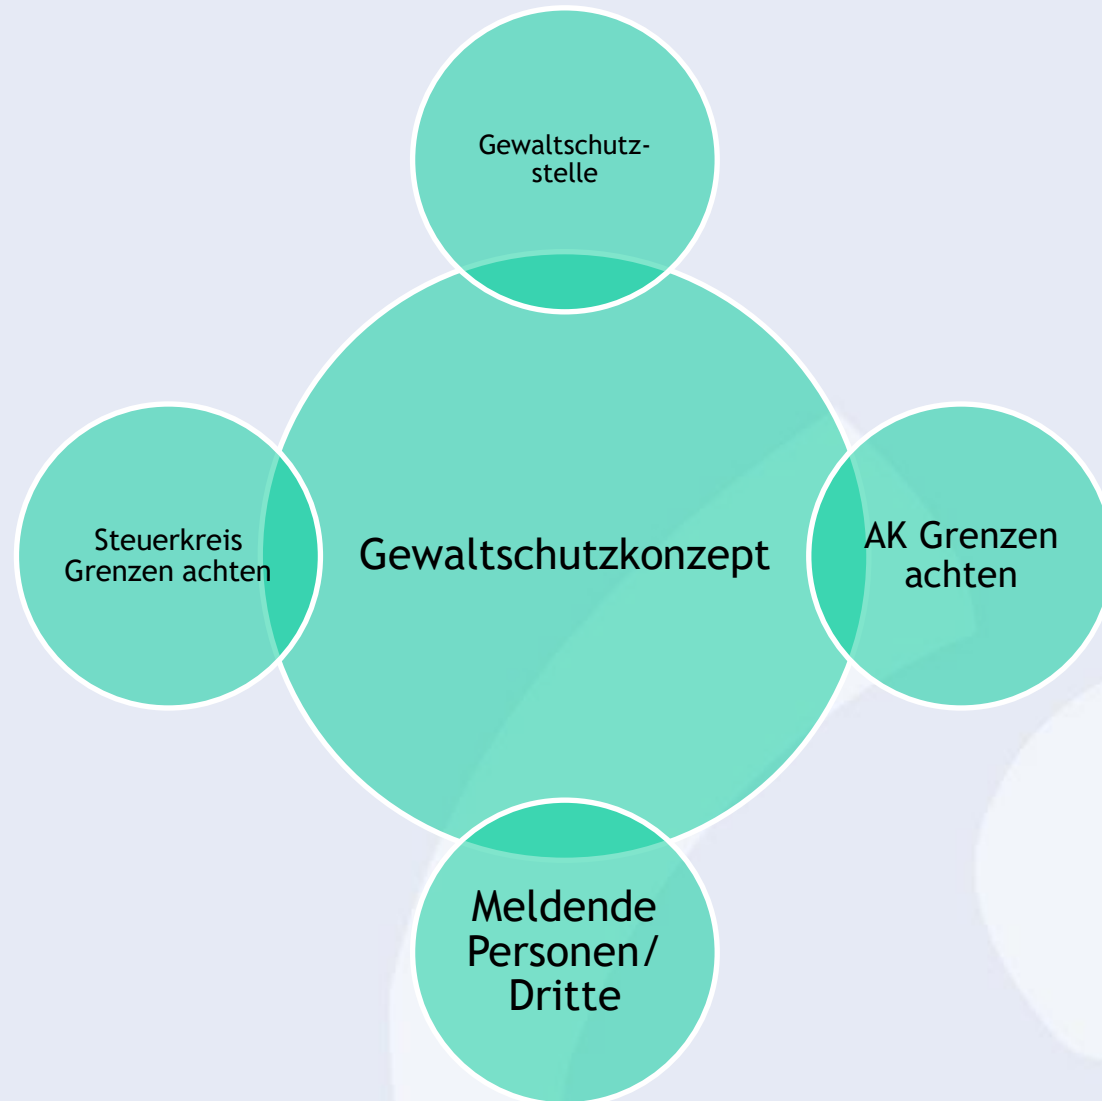 Gewaltschutz-
stelle
Steuerkreis
Grenzen achten
Gewaltschutzkonzept
AK Grenzen
achten
Meldende
Personen/
Dritte